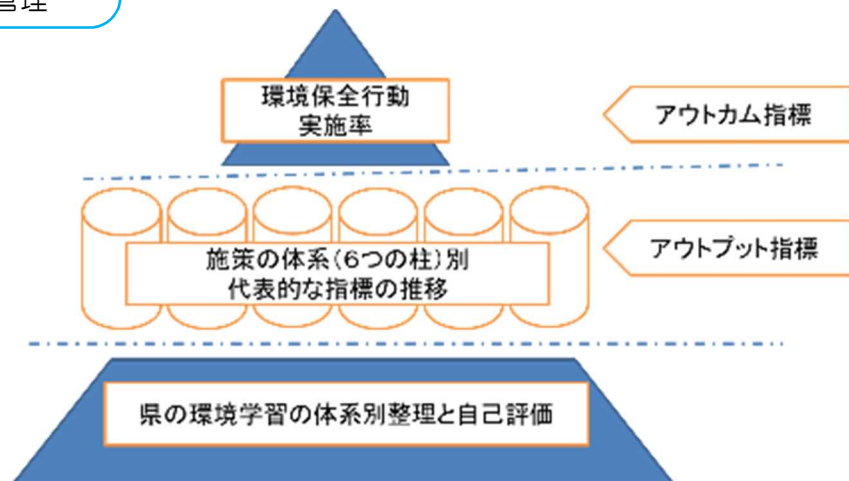 管理
環境保全行動
実施率
アウトカム指標
施策の体系(6つの柱)別
代表的な指標の推移
アウトプット指標
県の環境学習の体系別整理と自己評価